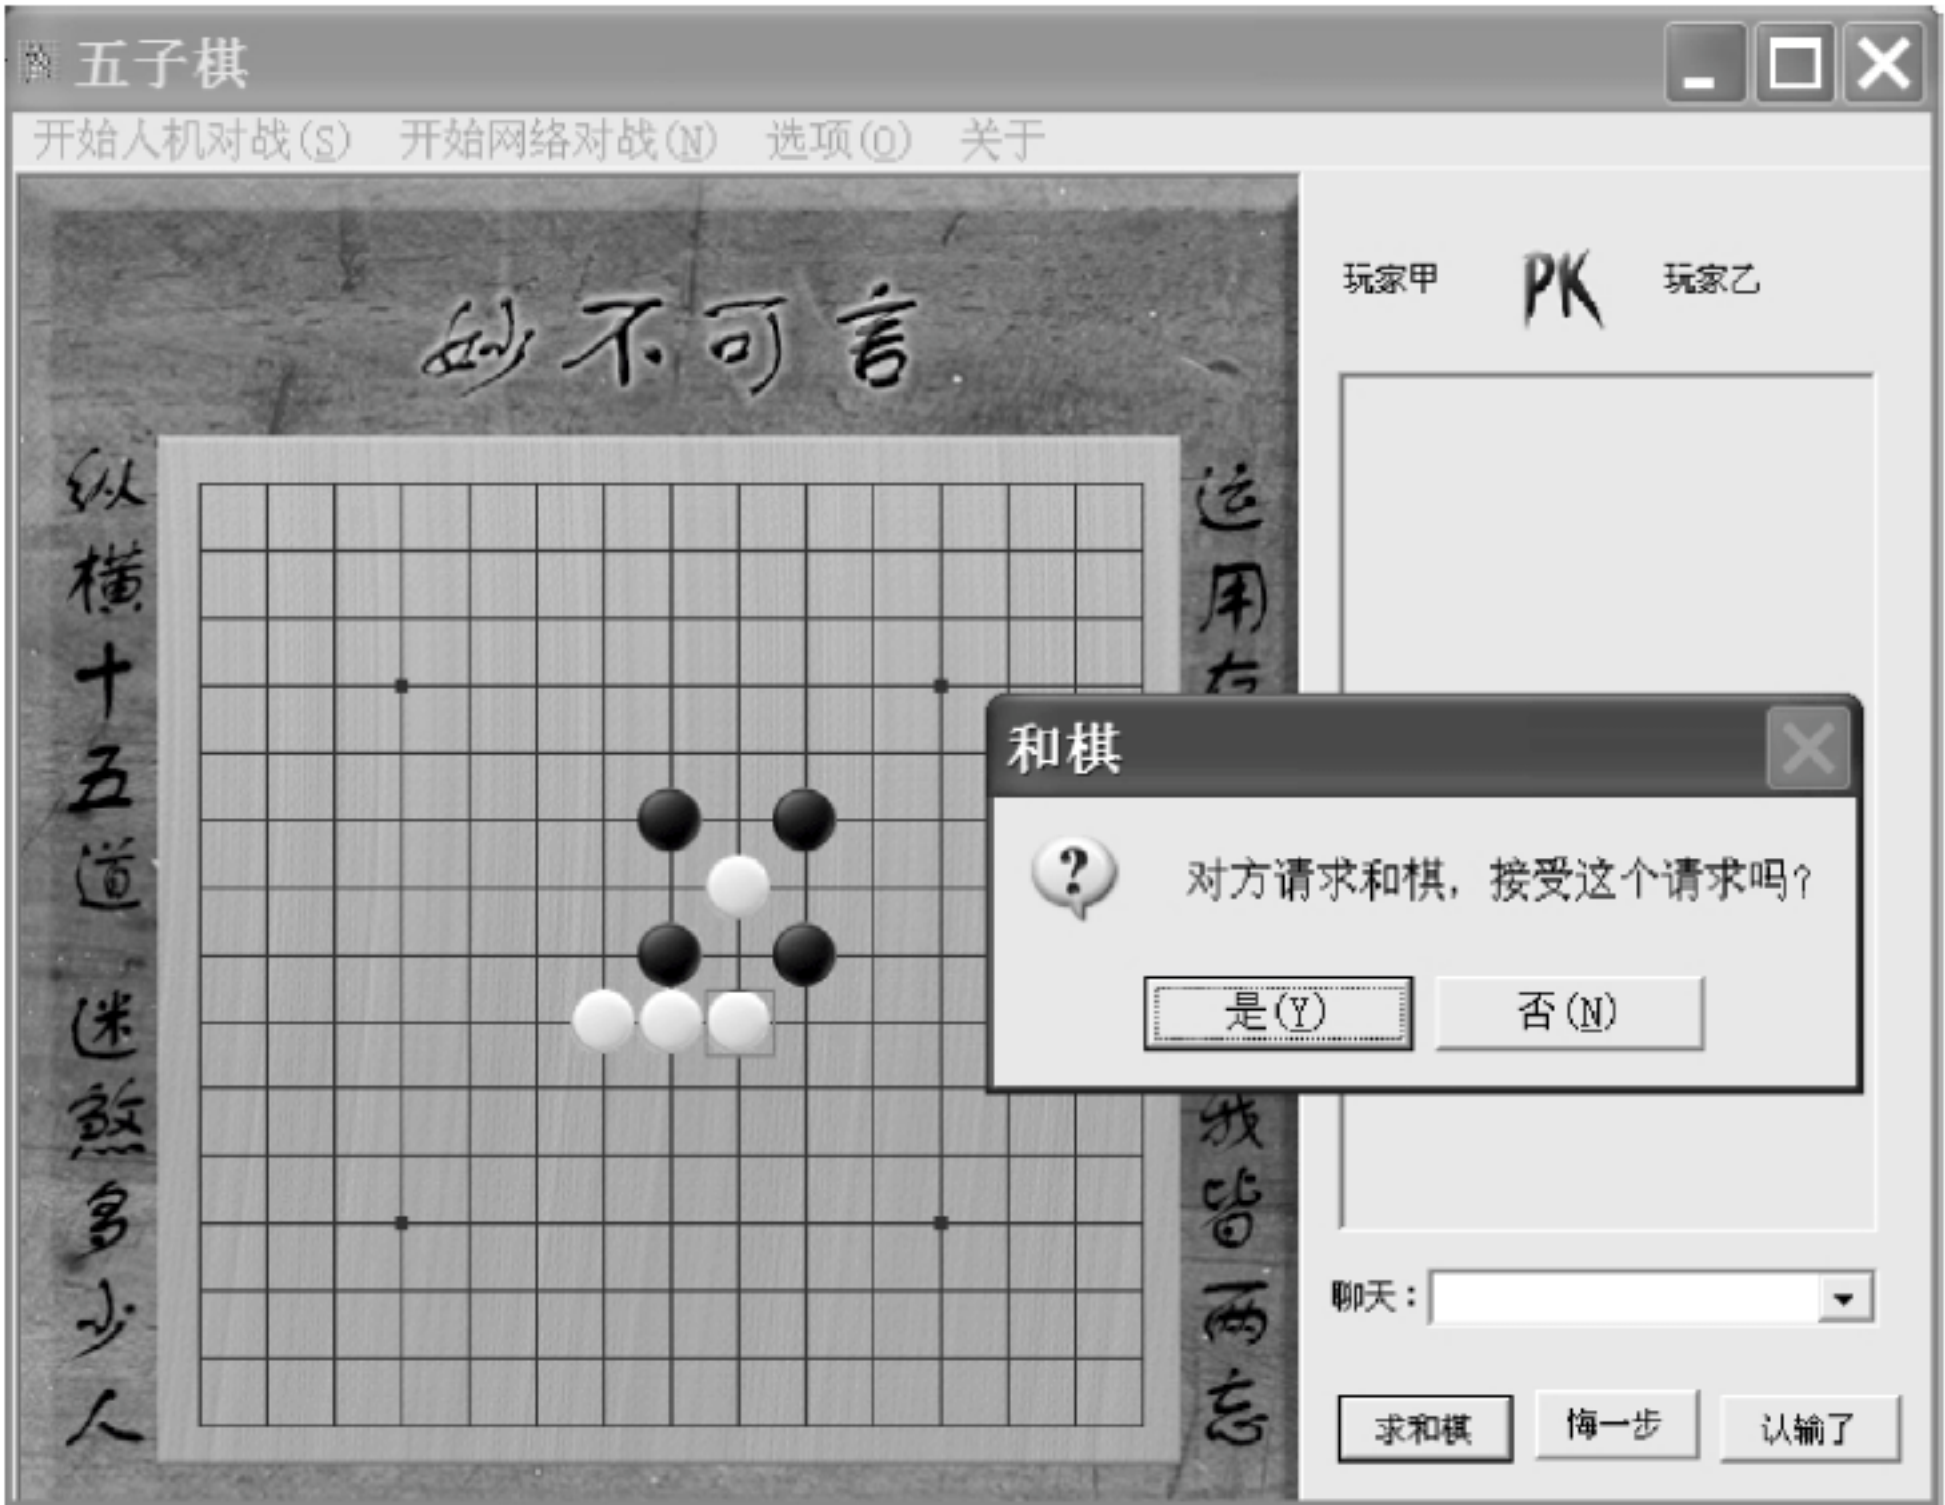 五子棋
开始人机对战(S) 开始网络对战(N) 选项(O) 关于
妙不可言
玩家甲 PK 玩家乙
纵横十五道迷煞多少人
运用存
我皆两忘
和棋
对方请求和棋，接受这个请求吗?
是(Y) 否(N)
聊天：
求和棋 悔一步 认输了